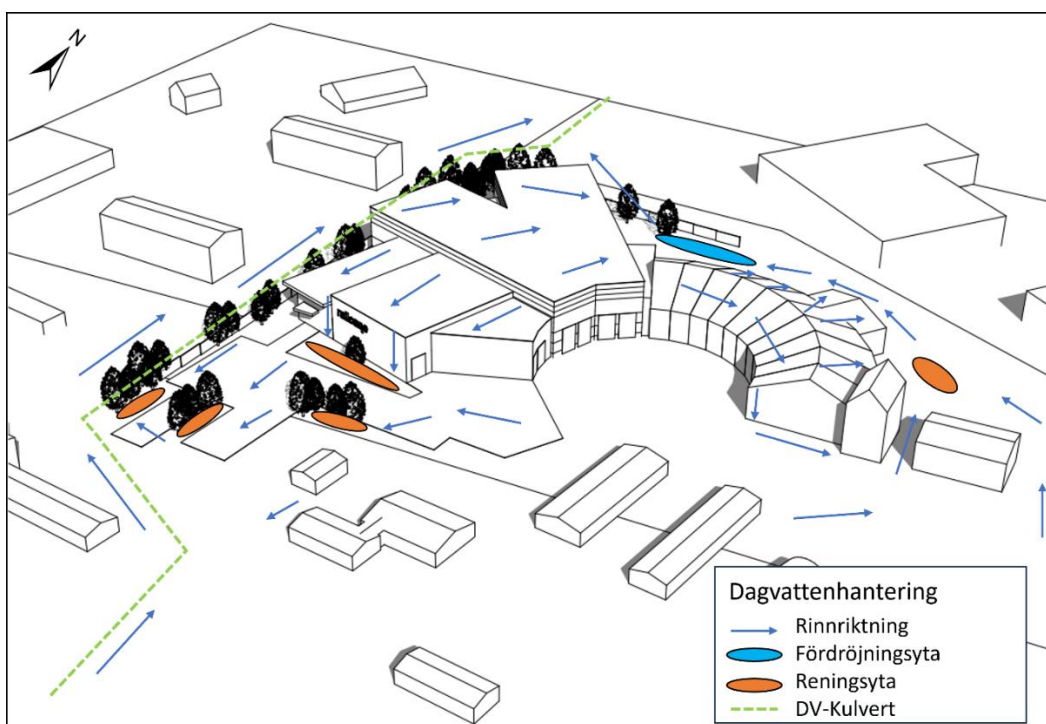 N
Dagvattenhantering
Rinnriktning
Fördröjningsyta
Reningsyta
DV-Kulvert